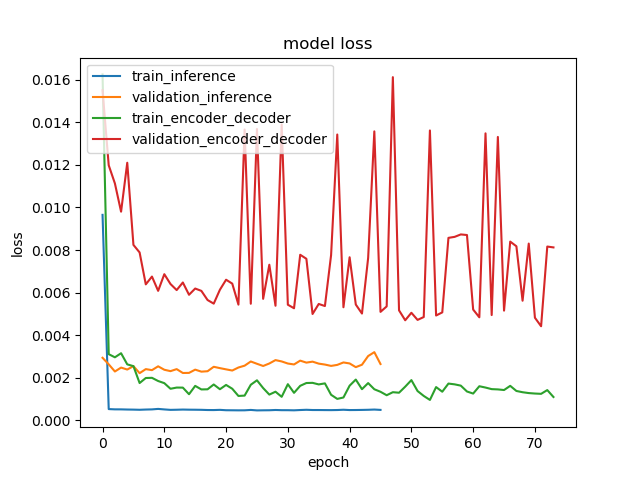 model loss
train_inference
validation_inference
train_encoder_decoder
validation_encoder_decoder
0.016
0.014
0.012
0.010
0.008
0.006
0.004
0.002
0.000
loss
0 10 20 30 40 50 60 70
epoch